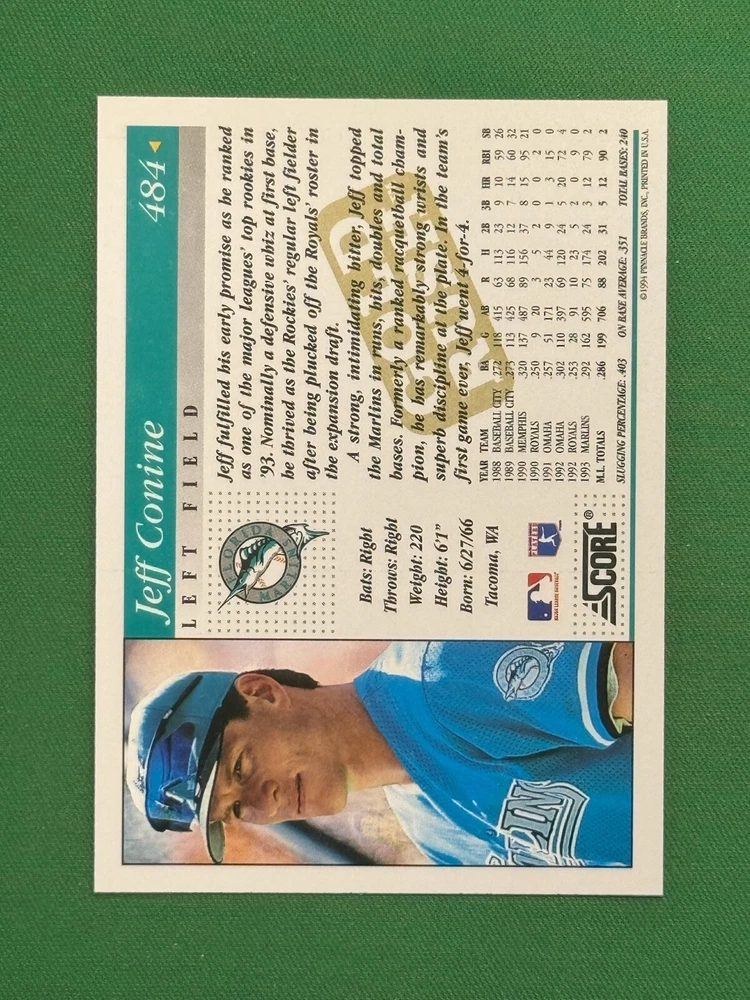 Jeff Conine 484
LEFT FIELD
FLORIDA MARLINS
Bats: Right
Throws: Right
Weight: 220
Height: 6'1"
Born: 6/27/66
Tacoma, WA
Jeff fulfilled his early promise as he ranked
as one of the major leagues' top rookies in
'93. Nominally a defensive whiz at first base,
he thrived as the Rockies' regular left fielder
after being plucked off the Royals' roster in
the expansion draft.
A strong, intimidating hitter, Jeff topped
the Marlins in runs, hits, doubles and total
bases. Formerly a ranked racquetball cham-
pion, he has remarkably strong wrists and
superb discipline at the plate. In the team's
first game ever, Jeff went 4-for-4.
YEAR TEAM BA G AB R H 2B 3B HR RBI SB
1988 BASEBALL CITY .272 118 415 63 113 23 9 10 59 26
1989 BASEBALL CITY .273 113 425 68 116 12 7 14 60 32
1990 MEMPHIS .320 137 487 89 156 37 8 15 95 21
1990 ROYALS .250 9 20 3 5 2 0 0 2 0
1991 OMAHA .257 51 171 23 44 9 1 3 15 0
1992 OMAHA .302 110 397 69 120 24 5 20 72 4
1992 ROYALS .253 28 91 10 23 5 2 0 9 0
1993 MARLINS .292 162 595 75 174 24 3 12 79 2
M.L. TOTALS .286 199 706 88 202 31 5 12 90 2
SLUGGING PERCENTAGE: .403 ON BASE AVERAGE: .351 TOTAL BASES: 240
SCORE®
© 1994 PINNACLE BRANDS, INC., PRINTED IN U.S.A.